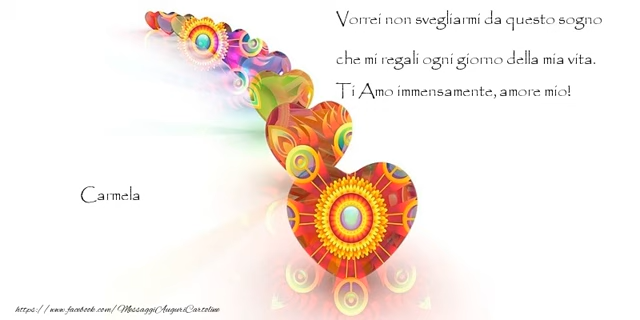 Vorrei non svegliarmi da questo sogno
che mi regali ogni giorno della mia vita.
Ti Amo immensamente, amore mio!
Carmela
https://www.facebook.com/MessaggiAuguriCartoline